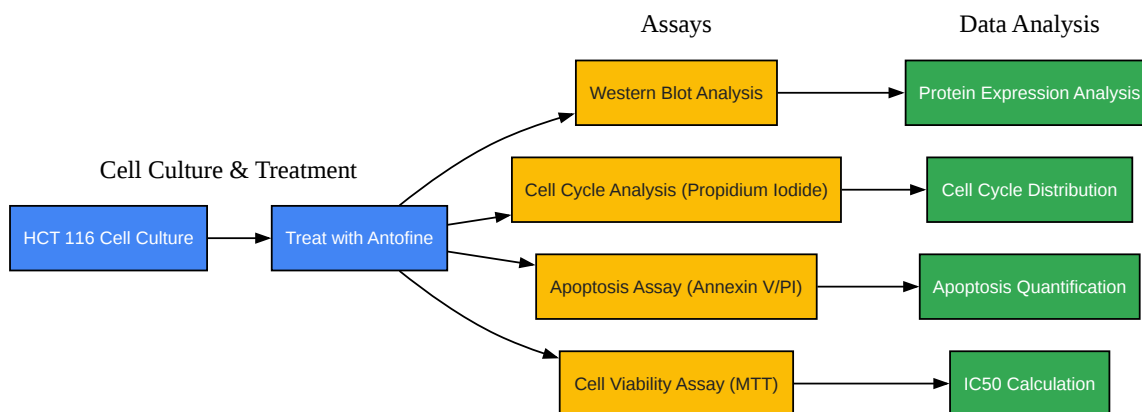 Assays
Data Analysis
Western Blot Analysis
Protein Expression Analysis
Cell Culture & Treatment
Cell Cycle Analysis (Propidium Iodide)
Cell Cycle Distribution
HCT 116 Cell Culture
Treat with Antofine
Apoptosis Assay (Annexin V/PI)
Apoptosis Quantification
Cell Viability Assay (MTT)
IC50 Calculation